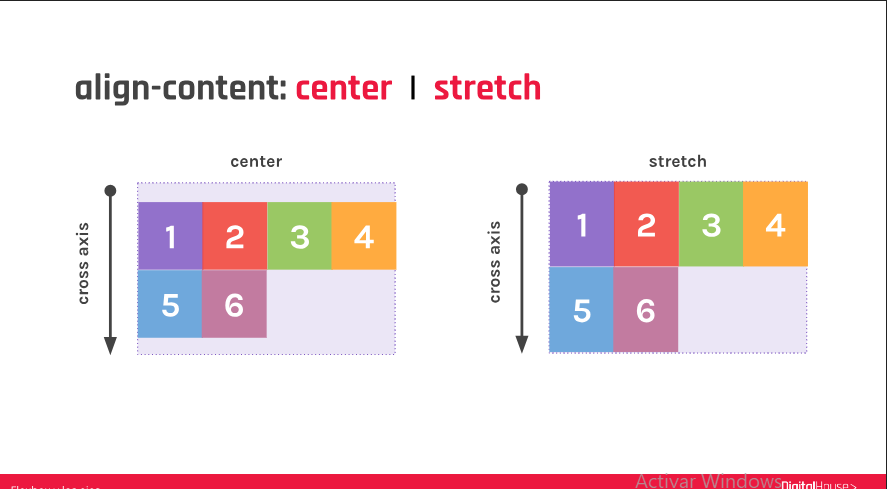 align-content: center | stretch
center
stretch
cross axis
1 2 3 4
5 6
cross axis
1 2 3 4
5 6
Activar Windows
DigitalHouse>